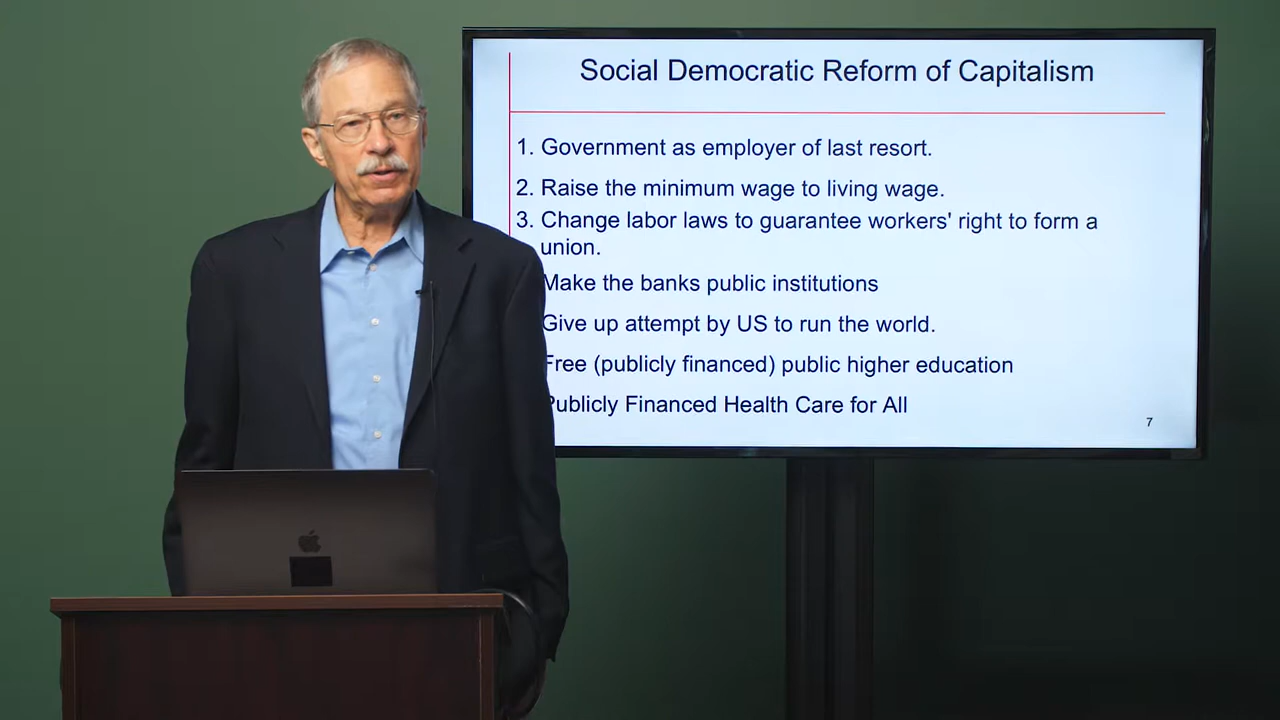 Social Democratic Reform of Capitalism
1. Government as employer of last resort.
2. Raise the minimum wage to living wage.
3. Change labor laws to guarantee workers' right to form a
union.
Make the banks public institutions
Give up attempt by US to run the world.
Free (publicly financed) public higher education
Publicly Financed Health Care for All
7